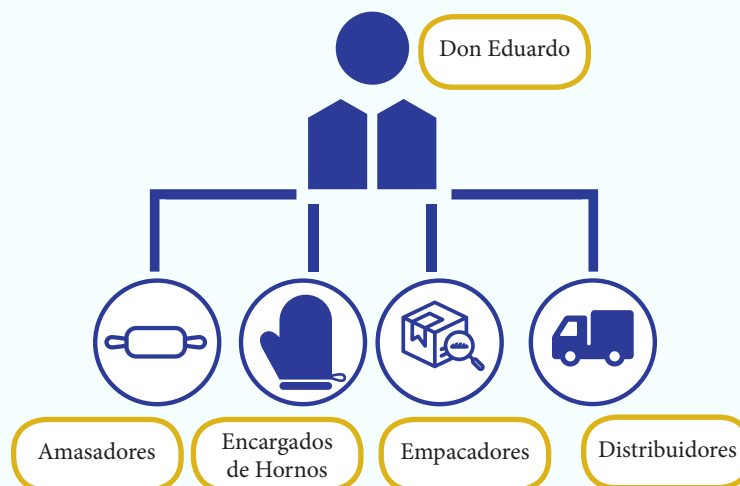 Don Eduardo
Amasadores
Encargados
de Hornos
Empacadores
Distribuidores